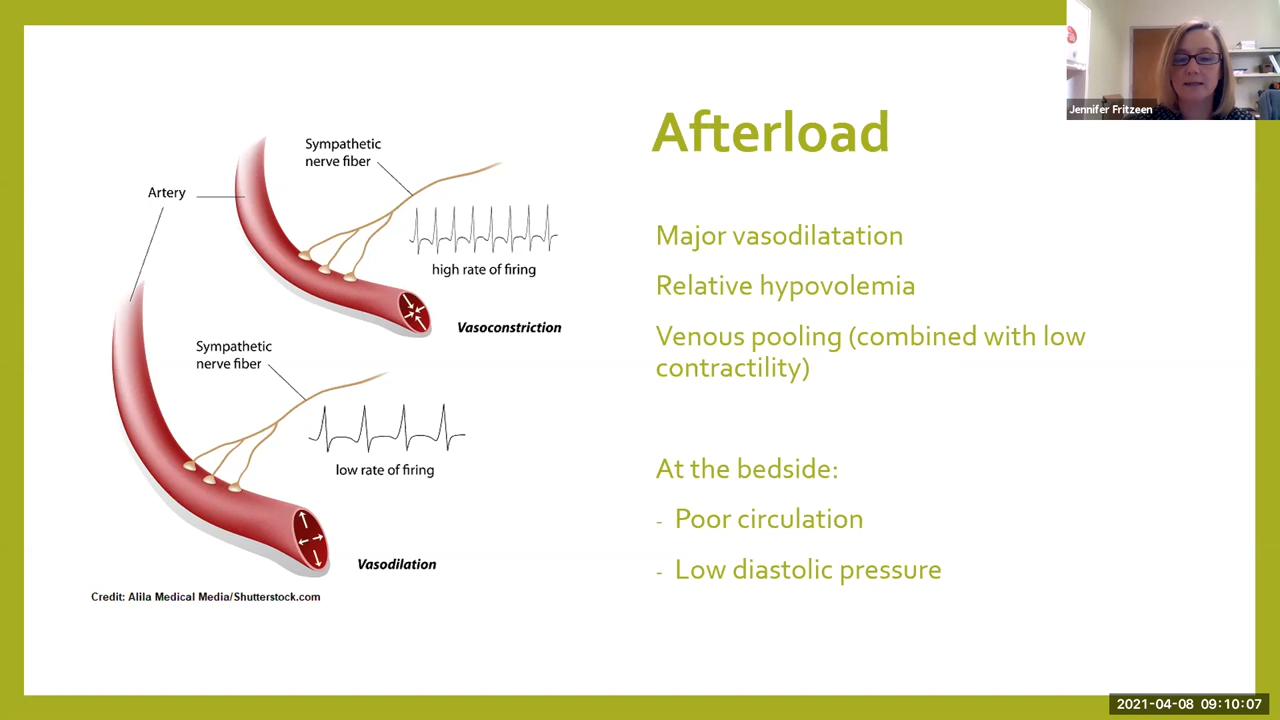 Jennifer Fritzeen
Afterload
Sympathetic
nerve fiber
Artery
high rate of firing
Vasoconstriction
Sympathetic
nerve fiber
low rate of firing
Vasodilation
Credit: Alila Medical Media/Shutterstock.com
Major vasodilatation
Relative hypovolemia
Venous pooling (combined with low
contractility)
At the bedside:
- Poor circulation
- Low diastolic pressure
2021-04-08 09:10:07